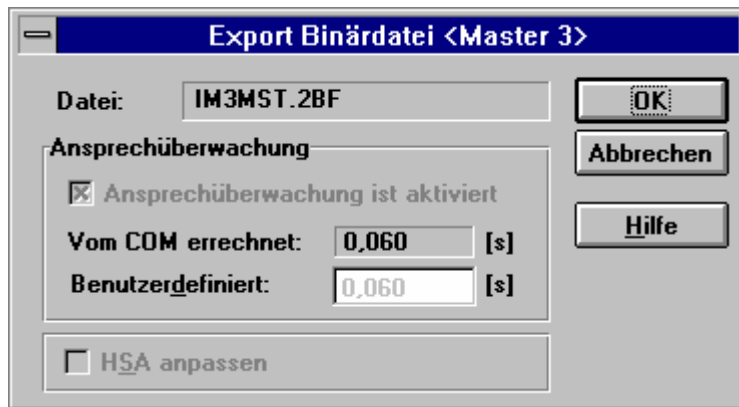 Export Binärdatei <Master 3>
Datei: IM3MST.2BF
OK
Ansprechüberwachung
Abbrechen
Ansprechüberwachung ist aktiviert
Hilfe
Vom COM errechnet: 0,060 [s]
Benutzerdefiniert: 0,060 [s]
HSA anpassen